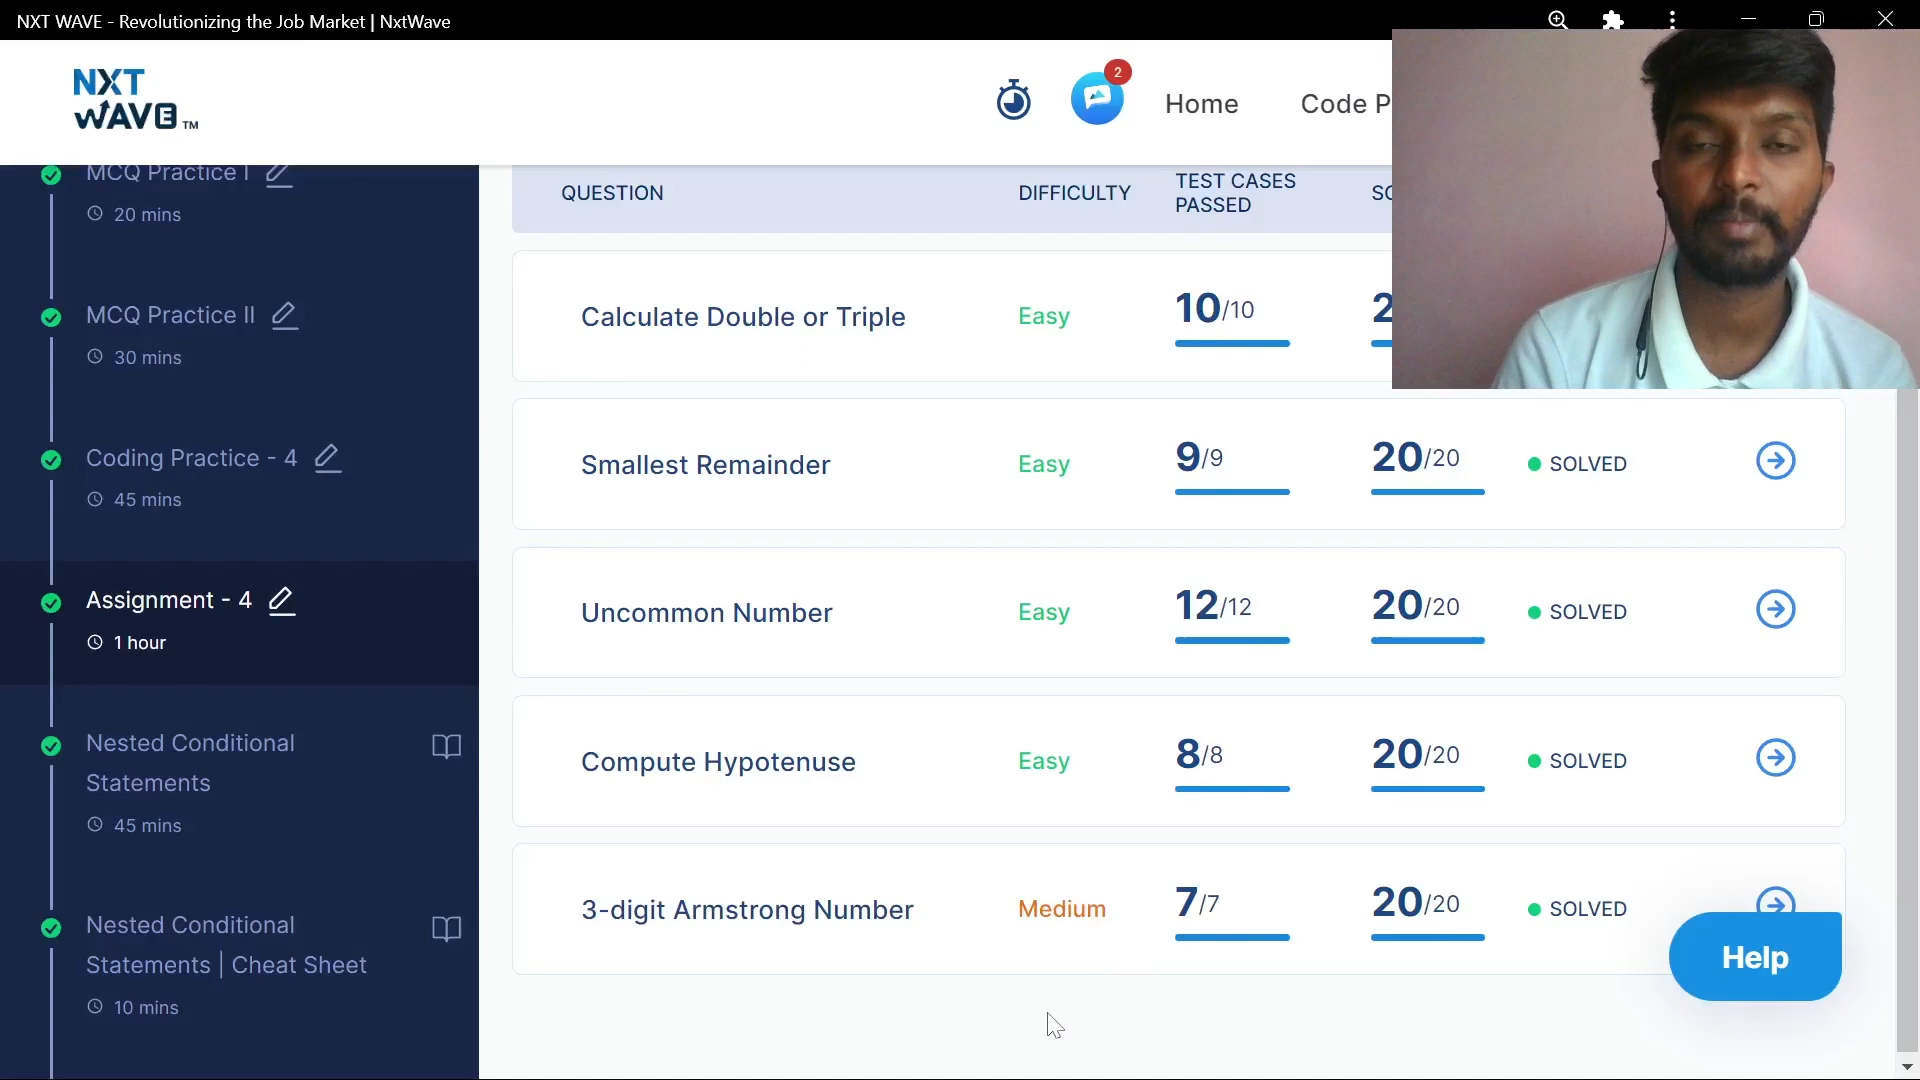 NXT WAVE - Revolutionizing the Job Market | NxtWave
NXT
WAVE TM
2
Home
Code P
MCQ Practice I
20 mins
MCQ Practice II
30 mins
Coding Practice - 4
45 mins
Assignment - 4
1 hour
Nested Conditional
Statements
45 mins
Nested Conditional
Statements | Cheat Sheet
10 mins
QUESTION
DIFFICULTY
TEST CASES
PASSED
SC
Calculate Double or Triple
Easy
10/10
2
Smallest Remainder
Easy
9/9
20/20
SOLVED
Uncommon Number
Easy
12/12
20/20
SOLVED
Compute Hypotenuse
Easy
8/8
20/20
SOLVED
3-digit Armstrong Number
Medium
7/7
20/20
SOLVED
Help